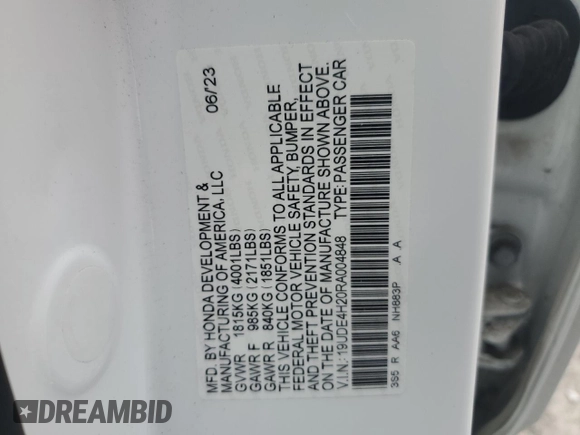 MFD. BY HONDA DEVELOPMENT & 06/23
MANUFACTURING OF AMERICA, LLC
GVWR 1815KG (4001LBS)
GAWR F 985KG (2171LBS)
GAWR R 840KG (1851LBS)
THIS VEHICLE CONFORMS TO ALL APPLICABLE
FEDERAL MOTOR VEHICLE SAFETY, BUMPER,
AND THEFT PREVENTION STANDARDS IN EFFECT
ON THE DATE OF MANUFACTURE SHOWN ABOVE.
V.I.N.:19UDE4H20RA004848 TYPE:PASSENGER CAR
3S5 R AA6 NH883P A A
DREAMBID